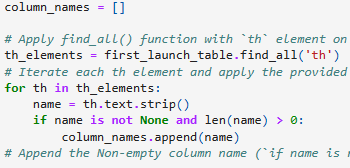 column_names = []
# Apply find_all() function with `th` element on
th_elements = first_launch_table.find_all('th')
# Iterate each th element and apply the provided
for th in th_elements:
    name = th.text.strip()
    if name is not None and len(name) > 0:
        column_names.append(name)
# Append the Non-empty column name (`if name is